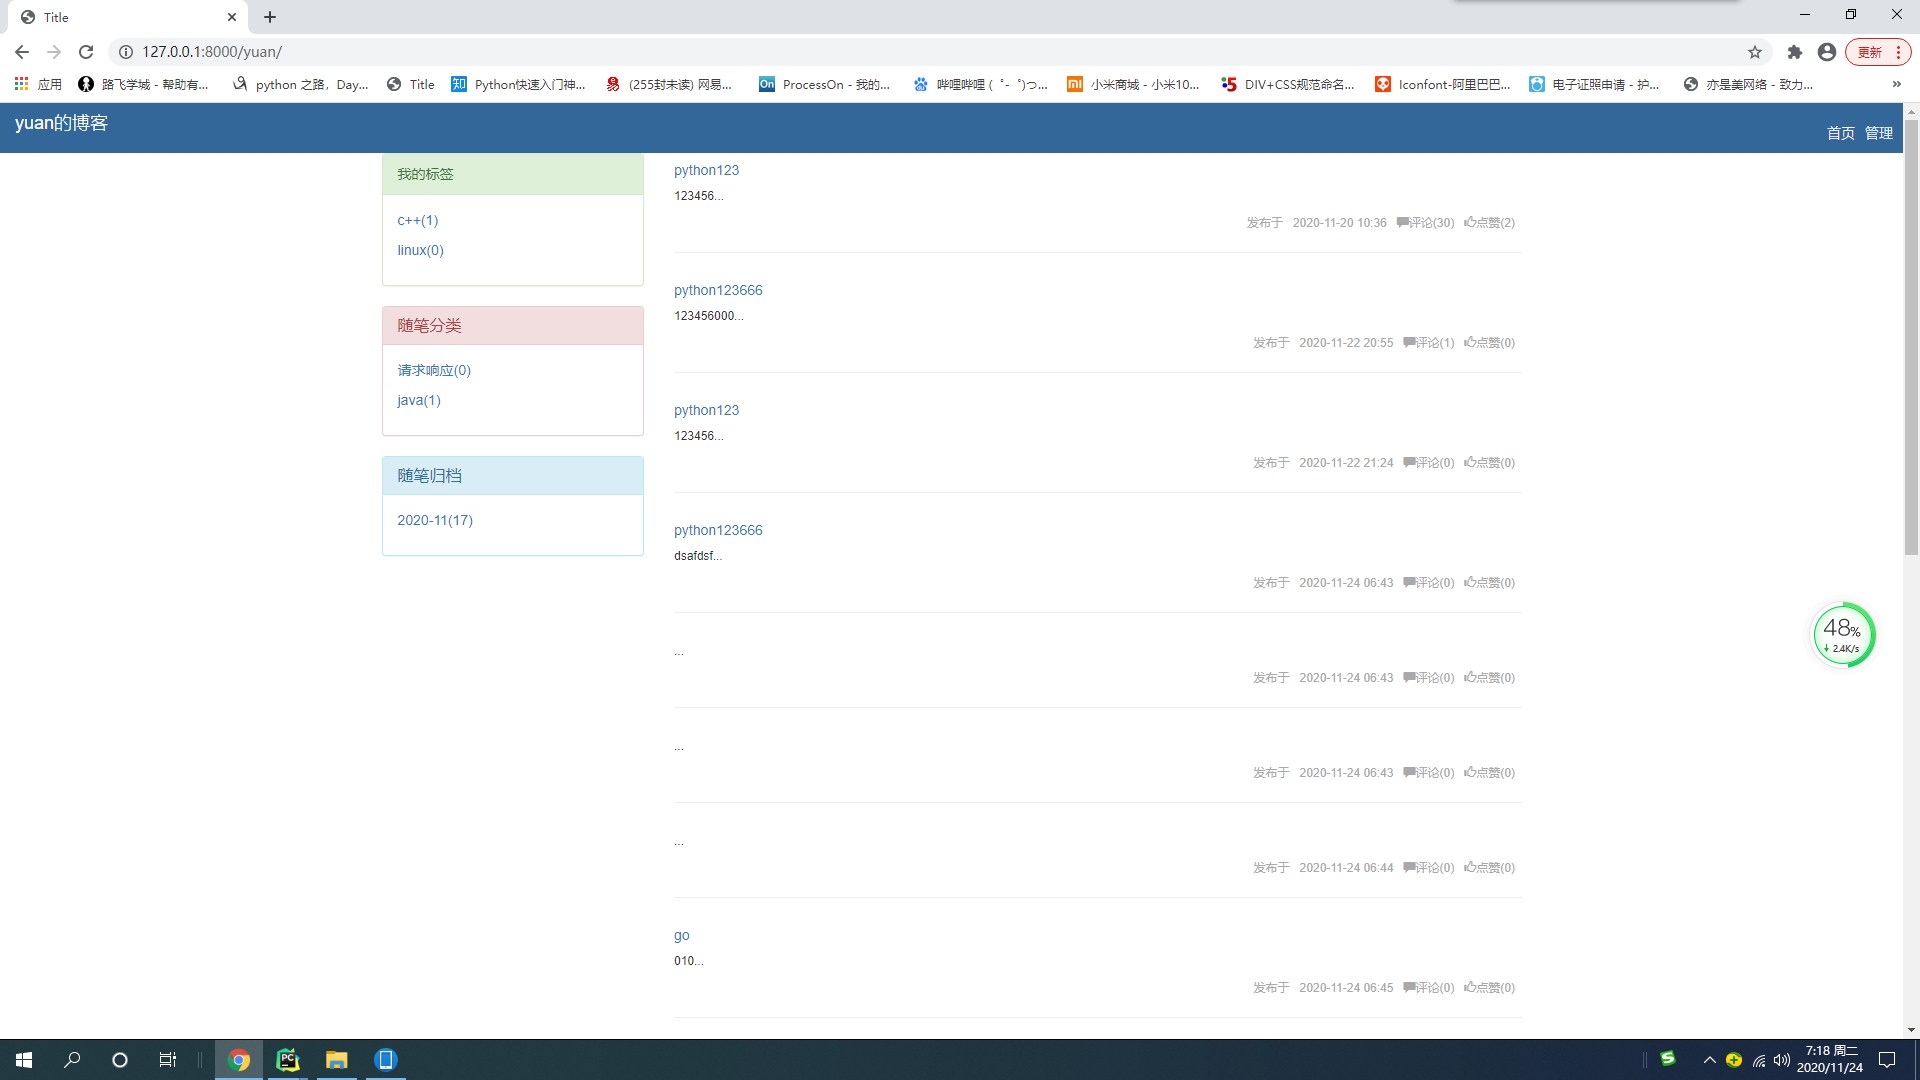 Title
127.0.0.1:8000/yuan/
更新
应用 路飞学城 - 帮助有... python 之路，Day... Title Python快速入门神... (255封未读) 网易... ProcessOn - 我的... 哔哩哔哩 ( ゜- ゜)つ... 小米商城 - 小米10... DIV+CSS规范命名... Iconfont-阿里巴巴... 电子证照申请 - 护... 亦是美网络 - 致力... »
yuan的博客
首页 管理
我的标签
c++(1)
linux(0)
随笔分类
请求响应(0)
java(1)
随笔归档
2020-11(17)
python123
123456...
发布于 2020-11-20 10:36 评论(30) 点赞(2)
python123666
123456000...
发布于 2020-11-22 20:55 评论(1) 点赞(0)
python123
123456...
发布于 2020-11-22 21:24 评论(0) 点赞(0)
python123666
dsafdsf...
发布于 2020-11-24 06:43 评论(0) 点赞(0)
...
发布于 2020-11-24 06:43 评论(0) 点赞(0)
...
发布于 2020-11-24 06:43 评论(0) 点赞(0)
...
发布于 2020-11-24 06:44 评论(0) 点赞(0)
go
010...
发布于 2020-11-24 06:45 评论(0) 点赞(0)
48%
2.4K/s
7:18 周二
2020/11/24